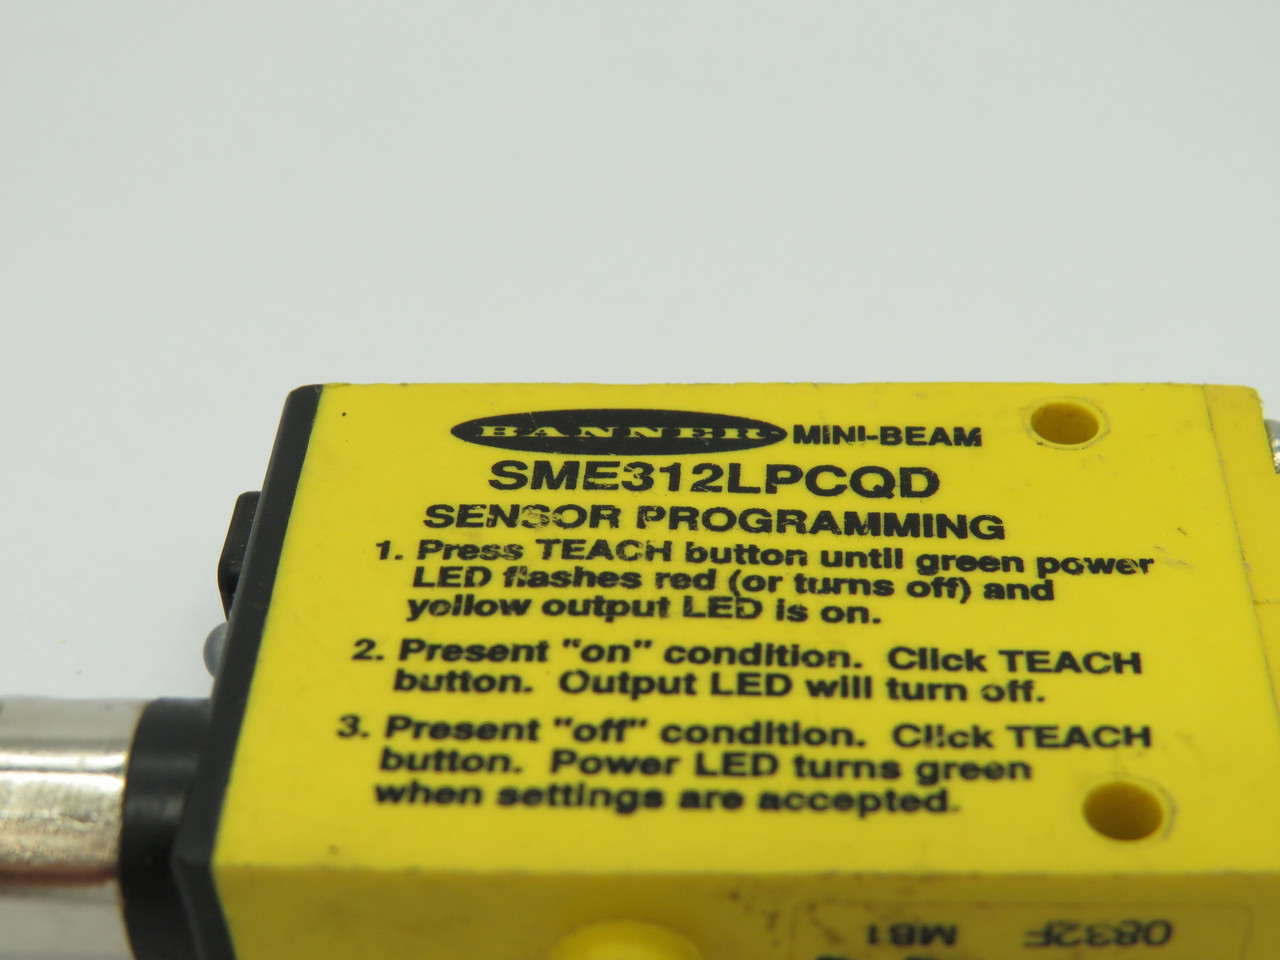 BANNER MINI-BEAM
SME312LPCQD
SENSOR PROGRAMMING
1. Press TEACH button until green power
LED flashes red (or turns off) and
yellow output LED is on.
2. Present "on" condition. Click TEACH
button. Output LED will turn off.
3. Present "off" condition. Click TEACH
button. Power LED turns green
when settings are accepted.
0832F MB1